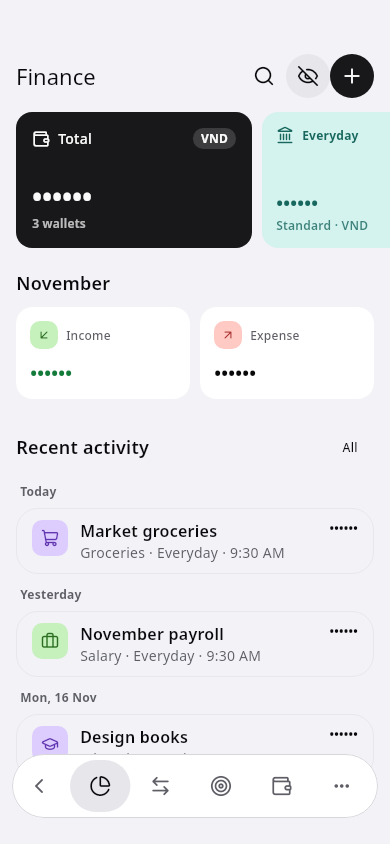 Finance
Total
VND
••••••
3 wallets
Everyday
••••••
Standard · VND
November
Income
••••••
Expense
••••••
Recent activity
All
Today
Market groceries
••••••
Groceries · Everyday · 9:30 AM
Yesterday
November payroll
••••••
Salary · Everyday · 9:30 AM
Mon, 16 Nov
Design books
••••••